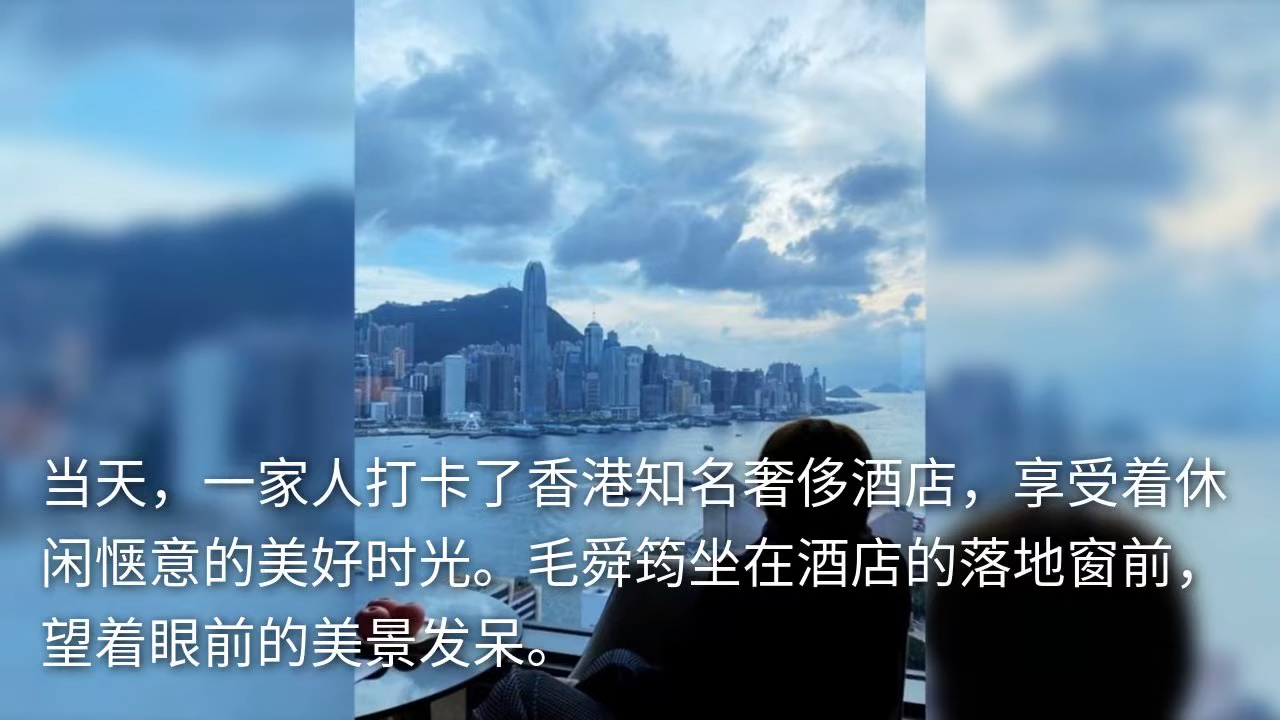 当天，一家人打卡了香港知名奢侈酒店，享受着休
闲惬意的美好时光。毛舜筠坐在酒店的落地窗前，
望着眼前的美景发呆。